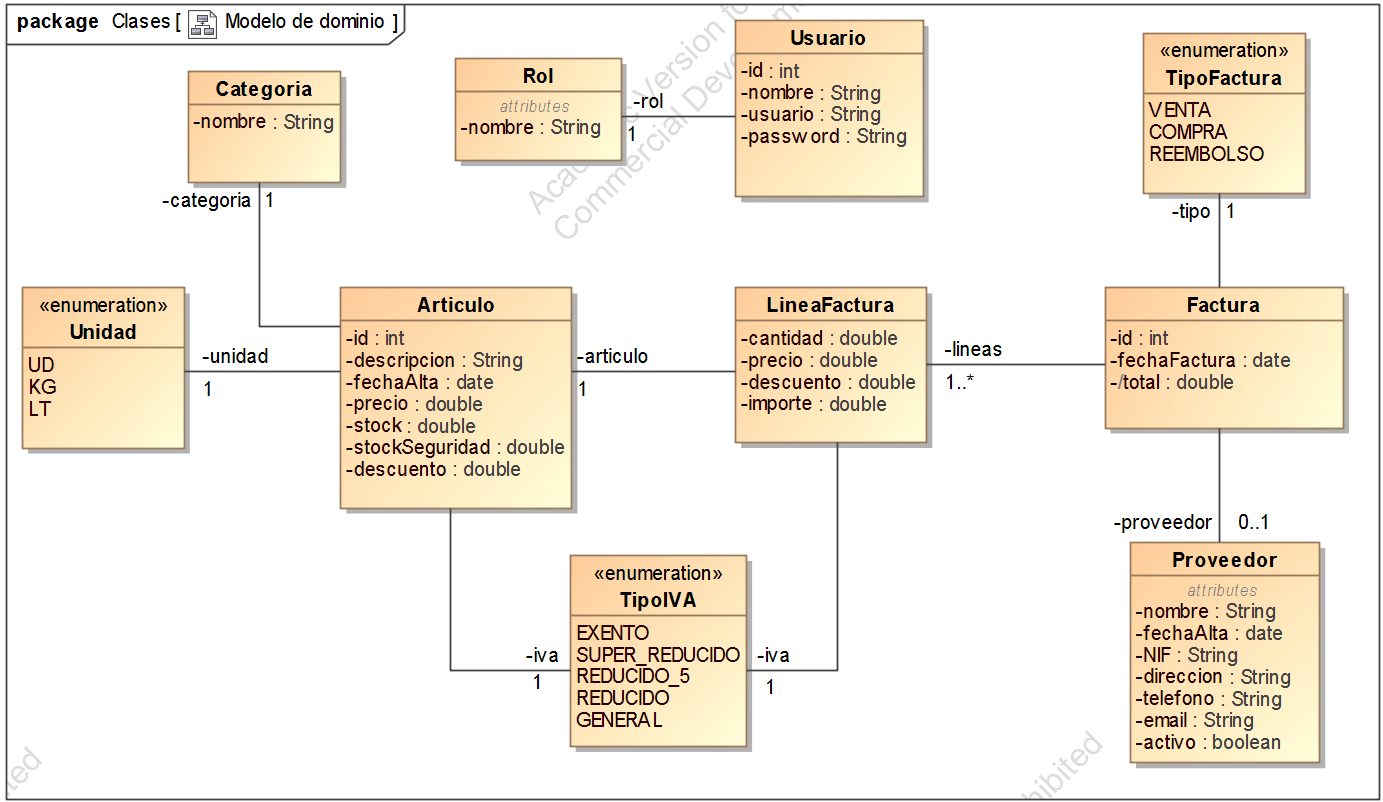 package Clases [ Modelo de dominio ]
Categoria
-nombre : String
-categoria 1
Rol
attributes
-nombre : String
-rol
1
Usuario
-id : int
-nombre : String
-usuario : String
-password : String
«enumeration»
TipoFactura
VENTA
COMPRA
REEMBOLSO
-tipo 1
«enumeration»
Unidad
UD
KG
LT
-unidad
1
Articulo
-id : int
-descripcion : String
-fechaAlta : date
-precio : double
-stock : double
-stockSeguridad : double
-descuento : double
-articulo
1
LineaFactura
-cantidad : double
-precio : double
-descuento : double
-importe : double
-lineas
1..*
Factura
-id : int
-fechaFactura : date
-/total : double
-proveedor 0..1
«enumeration»
TipoIVA
EXENTO
SUPER_REDUCIDO
REDUCIDO_5
REDUCIDO
GENERAL
-iva
1
-iva
1
Proveedor
attributes
-nombre : String
-fechaAlta : date
-NIF : String
-direccion : String
-telefono : String
-email : String
-activo : boolean